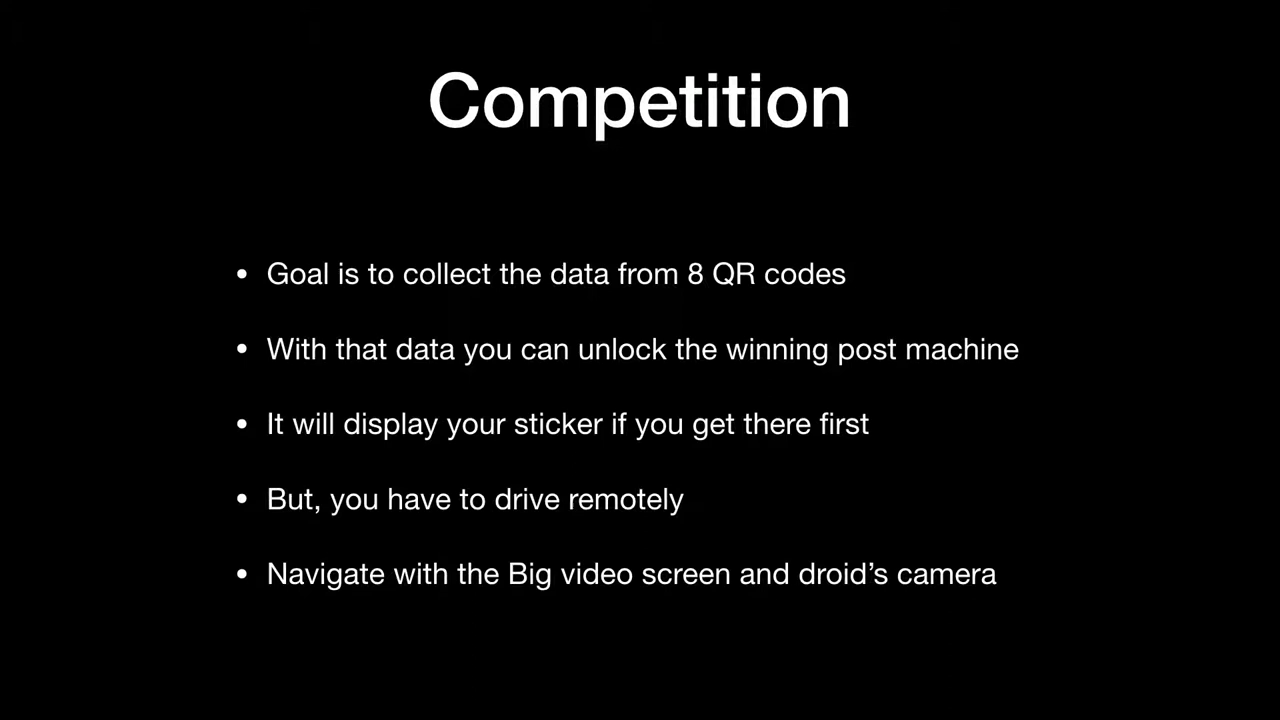 Competition
• Goal is to collect the data from 8 QR codes
• With that data you can unlock the winning post machine
• It will display your sticker if you get there first
• But, you have to drive remotely
• Navigate with the Big video screen and droid’s camera